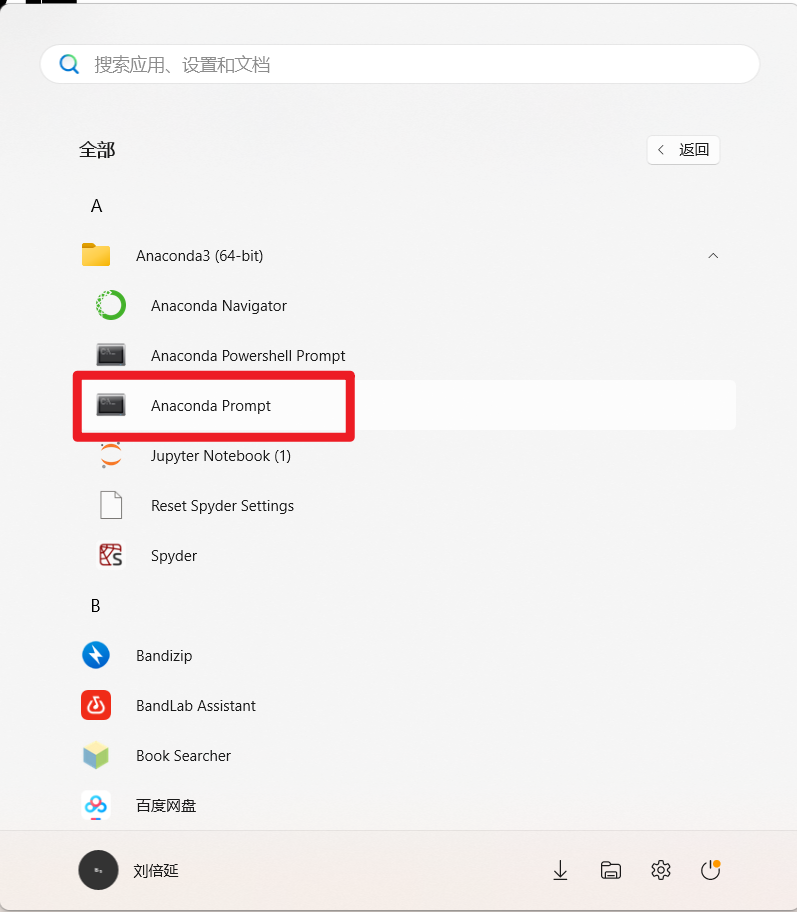 搜索应用、设置和文档
全部
返回
A
Anaconda3 (64-bit)
Anaconda Navigator
Anaconda Powershell Prompt
Anaconda Prompt
Jupyter Notebook (1)
Reset Spyder Settings
Spyder
B
Bandizip
BandLab Assistant
Book Searcher
百度网盘
刘倍延